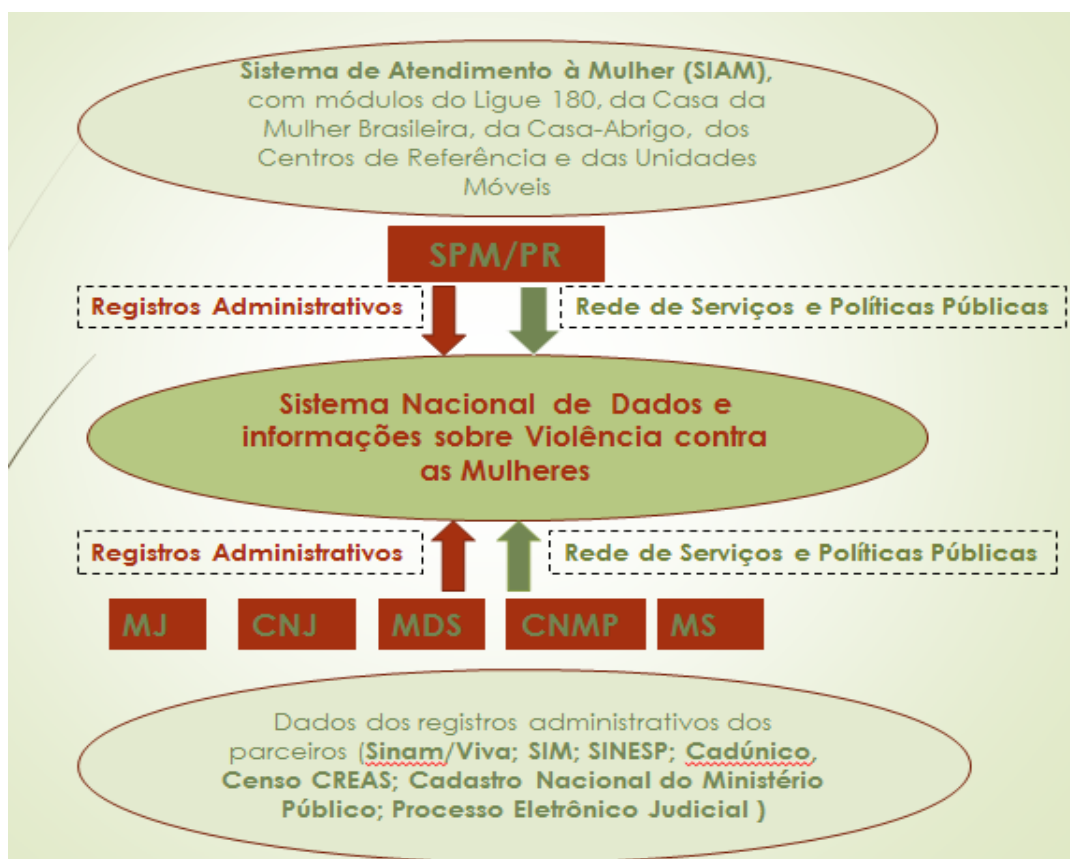 Sistema de Atendimento à Mulher (SIAM),
com módulos do Ligue 180, da Casa da
Mulher Brasileira, da Casa-Abrigo, dos
Centros de Referência e das Unidades
Móveis
SPM/PR
Registros Administrativos
Rede de Serviços e Políticas Públicas
Sistema Nacional de Dados e
informações sobre Violência contra
as Mulheres
Registros Administrativos
Rede de Serviços e Políticas Públicas
MJ
CNJ
MDS
CNMP
MS
Dados dos registros administrativos dos
parceiros (Sinam/Viva; SIM; SINESP; Cadúnico,
Censo CREAS; Cadastro Nacional do Ministério
Público; Processo Eletrônico Judicial )